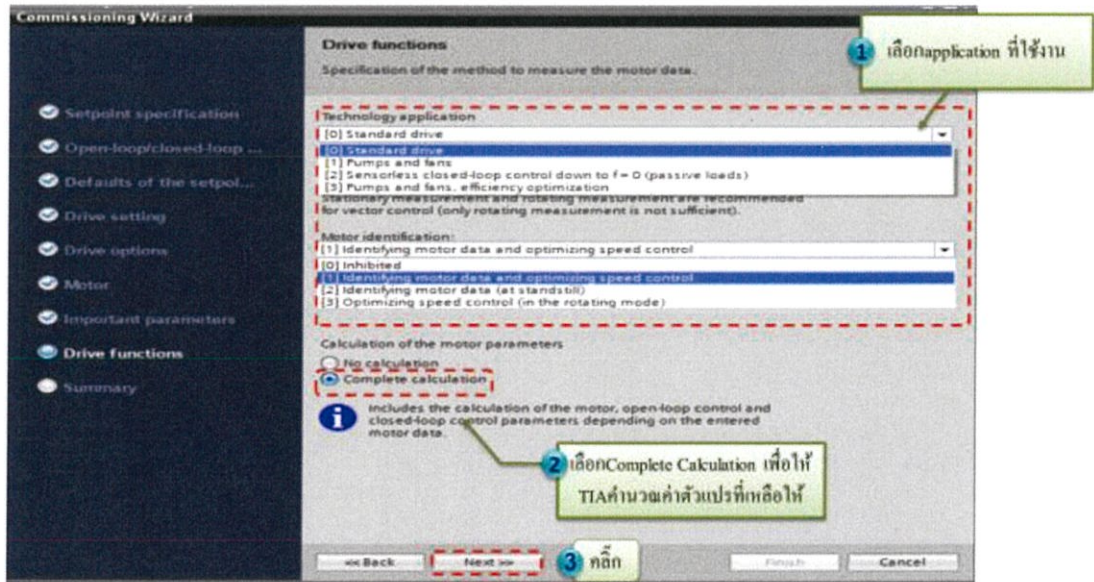 Commissioning Wizard
Setpoint specification
Open-loop/closed-loop ...
Defaults of the setpoi...
Drive setting
Drive options
Motor
Important parameters
Drive functions
Summary
Drive functions
Specification of the method to measure the motor data.
1 เลือกapplication ที่ใช้งาน
Technology application
[0] Standard drive
[0] Standard drive
[1] Pumps and fans
[2] Sensorless closed-loop control down to f = 0 (passive loads)
[3] Pumps and fans, efficiency optimization
Stationary measurement and rotating measurement are recommended
for vector control (only rotating measurement is not sufficient).
Motor identification:
[1] Identifying motor data and optimizing speed control
[0] Inhibited
[1] Identifying motor data and optimizing speed control
[2] Identifying motor data (at standstill)
[3] Optimizing speed control (in the rotating mode)
Calculation of the motor parameters
No calculation
Complete calculation
Includes the calculation of the motor, open-loop control and
closed-loop control parameters depending on the entered
motor data.
2 เลือกComplete Calculation เพื่อให้
TIAคำนวณค่าตัวแปรที่เหลือให้
<< Back
Next >>
3 คลิ๊ก
Finish
Cancel